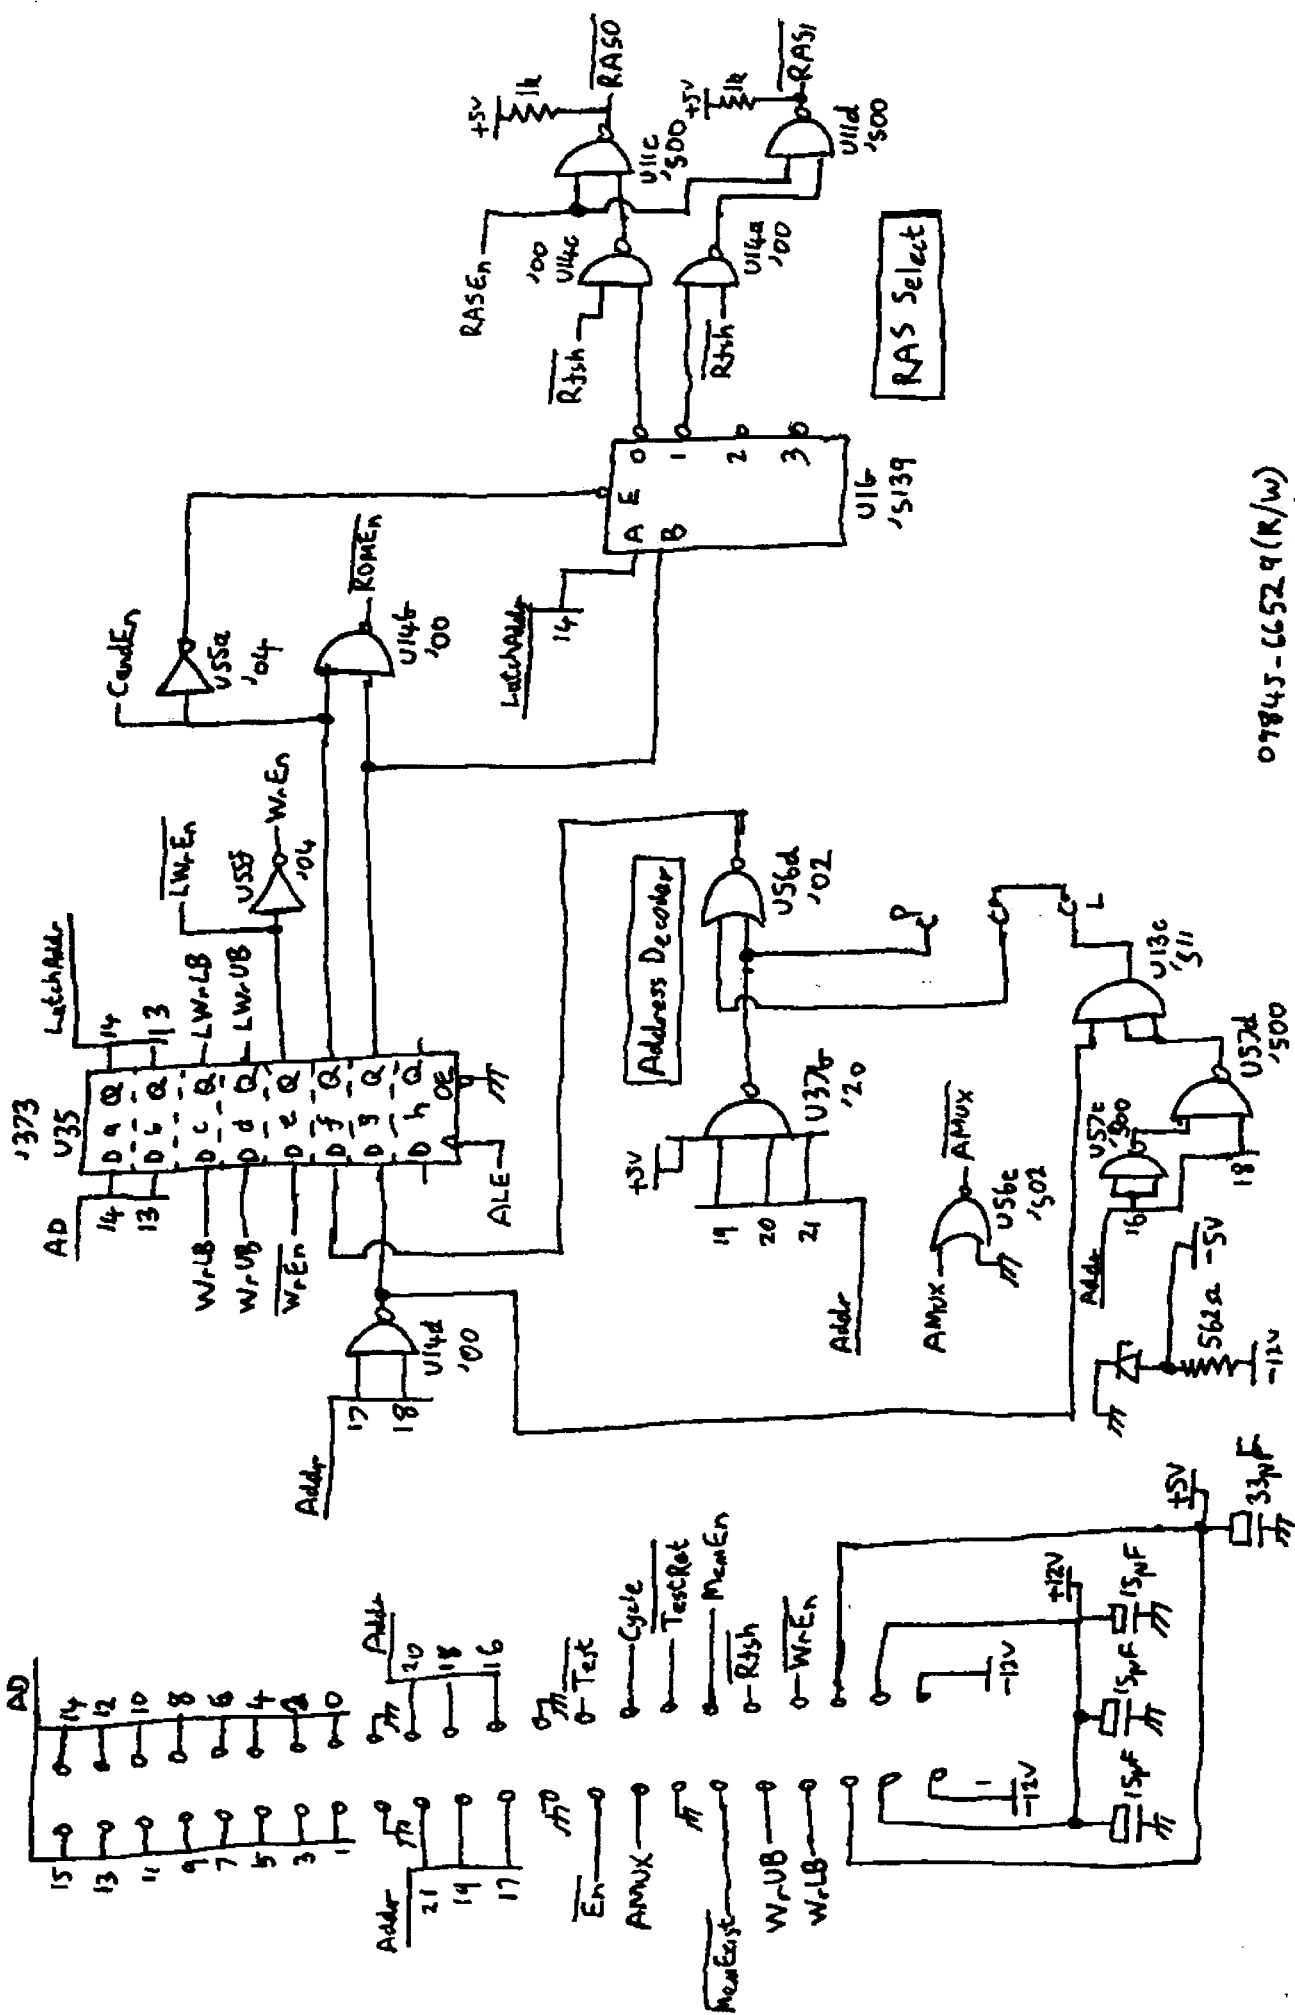 AD
15
13
11
9
7
5
3
1
14
12
10
8
6
4
2
0
Addr
21
19
17
Addr
20
18
16
En
AMUX
MemExist
WrUB
WrLB
Test
Cycle
TestRst
MemEn
Rfsh
WrEn
-12V
-12V
+12V
15µF
15µF
15µF
+5V
33µF
Addr
17
18
U14d
'00
AD
14
13
WrLB
WrUB
WrEn
ALE
'373
U35
D a Q
D b Q
D c Q
D d Q
D e Q
D f Q
D g Q
D h Q
OE
LatchAddr
14
13
LWrLB
LWrUB
LWrEn
U55f
'04
WrEn
CardEn
U55a
'04
ROMEn
U14b
'00
LatchAddr
14
A
B
E
0
1
2
3
U16
'S139
Rfsh
'00
U14c
Rfsh
U14a
'00
RASEn
+5V
1k
RAS0
U11c
'S00
+5V
1k
RAS1
U11d
'S00
RAS Select
Addr
19
20
21
+5V
U37b
'20
Address Decoder
U56d
'02
P
L
AMUX
U56c
'S02
AMUX
Addr
16
18
U57c
'S00
U57d
'S00
U13c
'S11
-5V
562Ω
-12V
09845-66529(R/W)